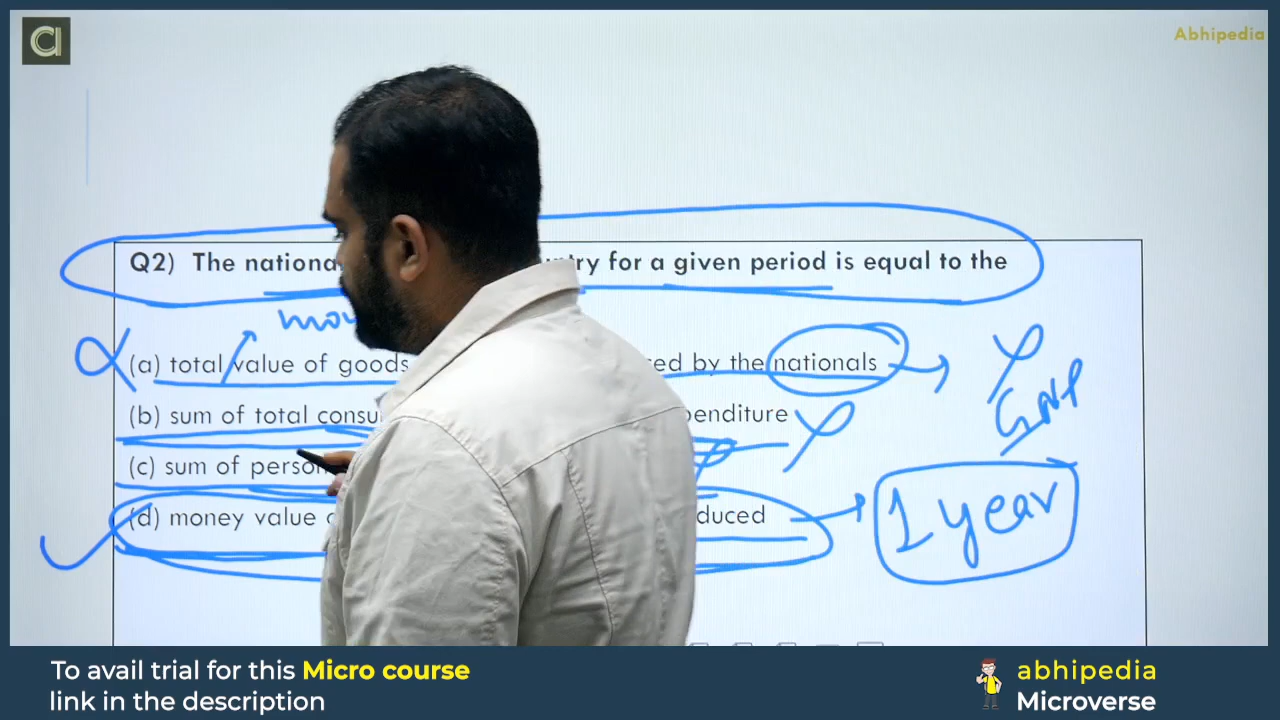 Abhipedia
Q2) The nationa ntry for a given period is equal to the
mo
(a) total value of goods ced by the nationals
GNP
(b) sum of total consu penditure
(c) sum of person
(d) money value duced
1 year
To avail trial for this Micro course
link in the description
abhipedia
Microverse